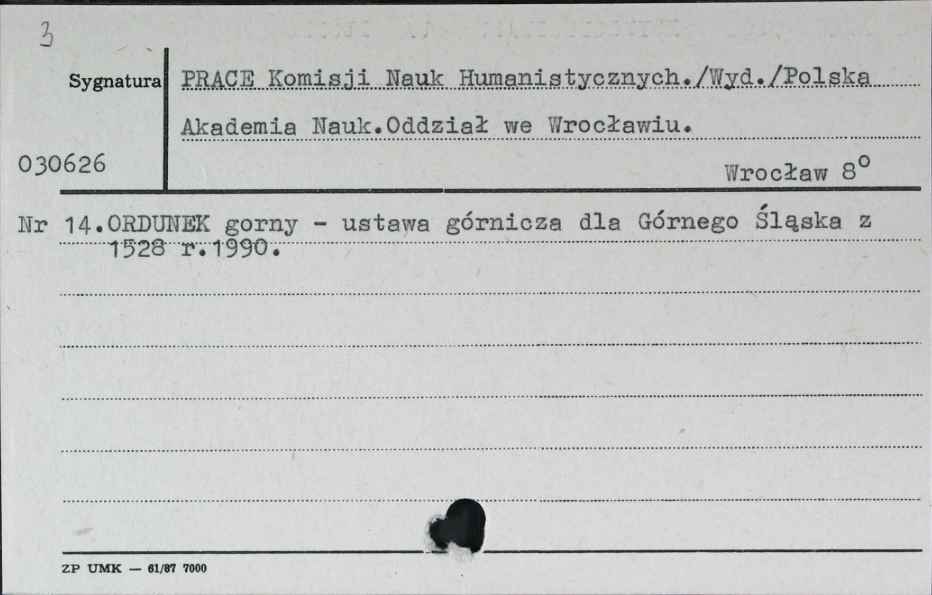 3
Sygnatura
PRACE Komisji Nauk Humanistycznych./Wyd./Polska
Akademia Nauk.Oddział we Wrocławiu.
030626
Wrocław 8°
Nr 14.ORDUNEK gorny - ustawa górnicza dla Górnego Śląska z
1528 r.1990.
ZP UMK — 61/87 7000